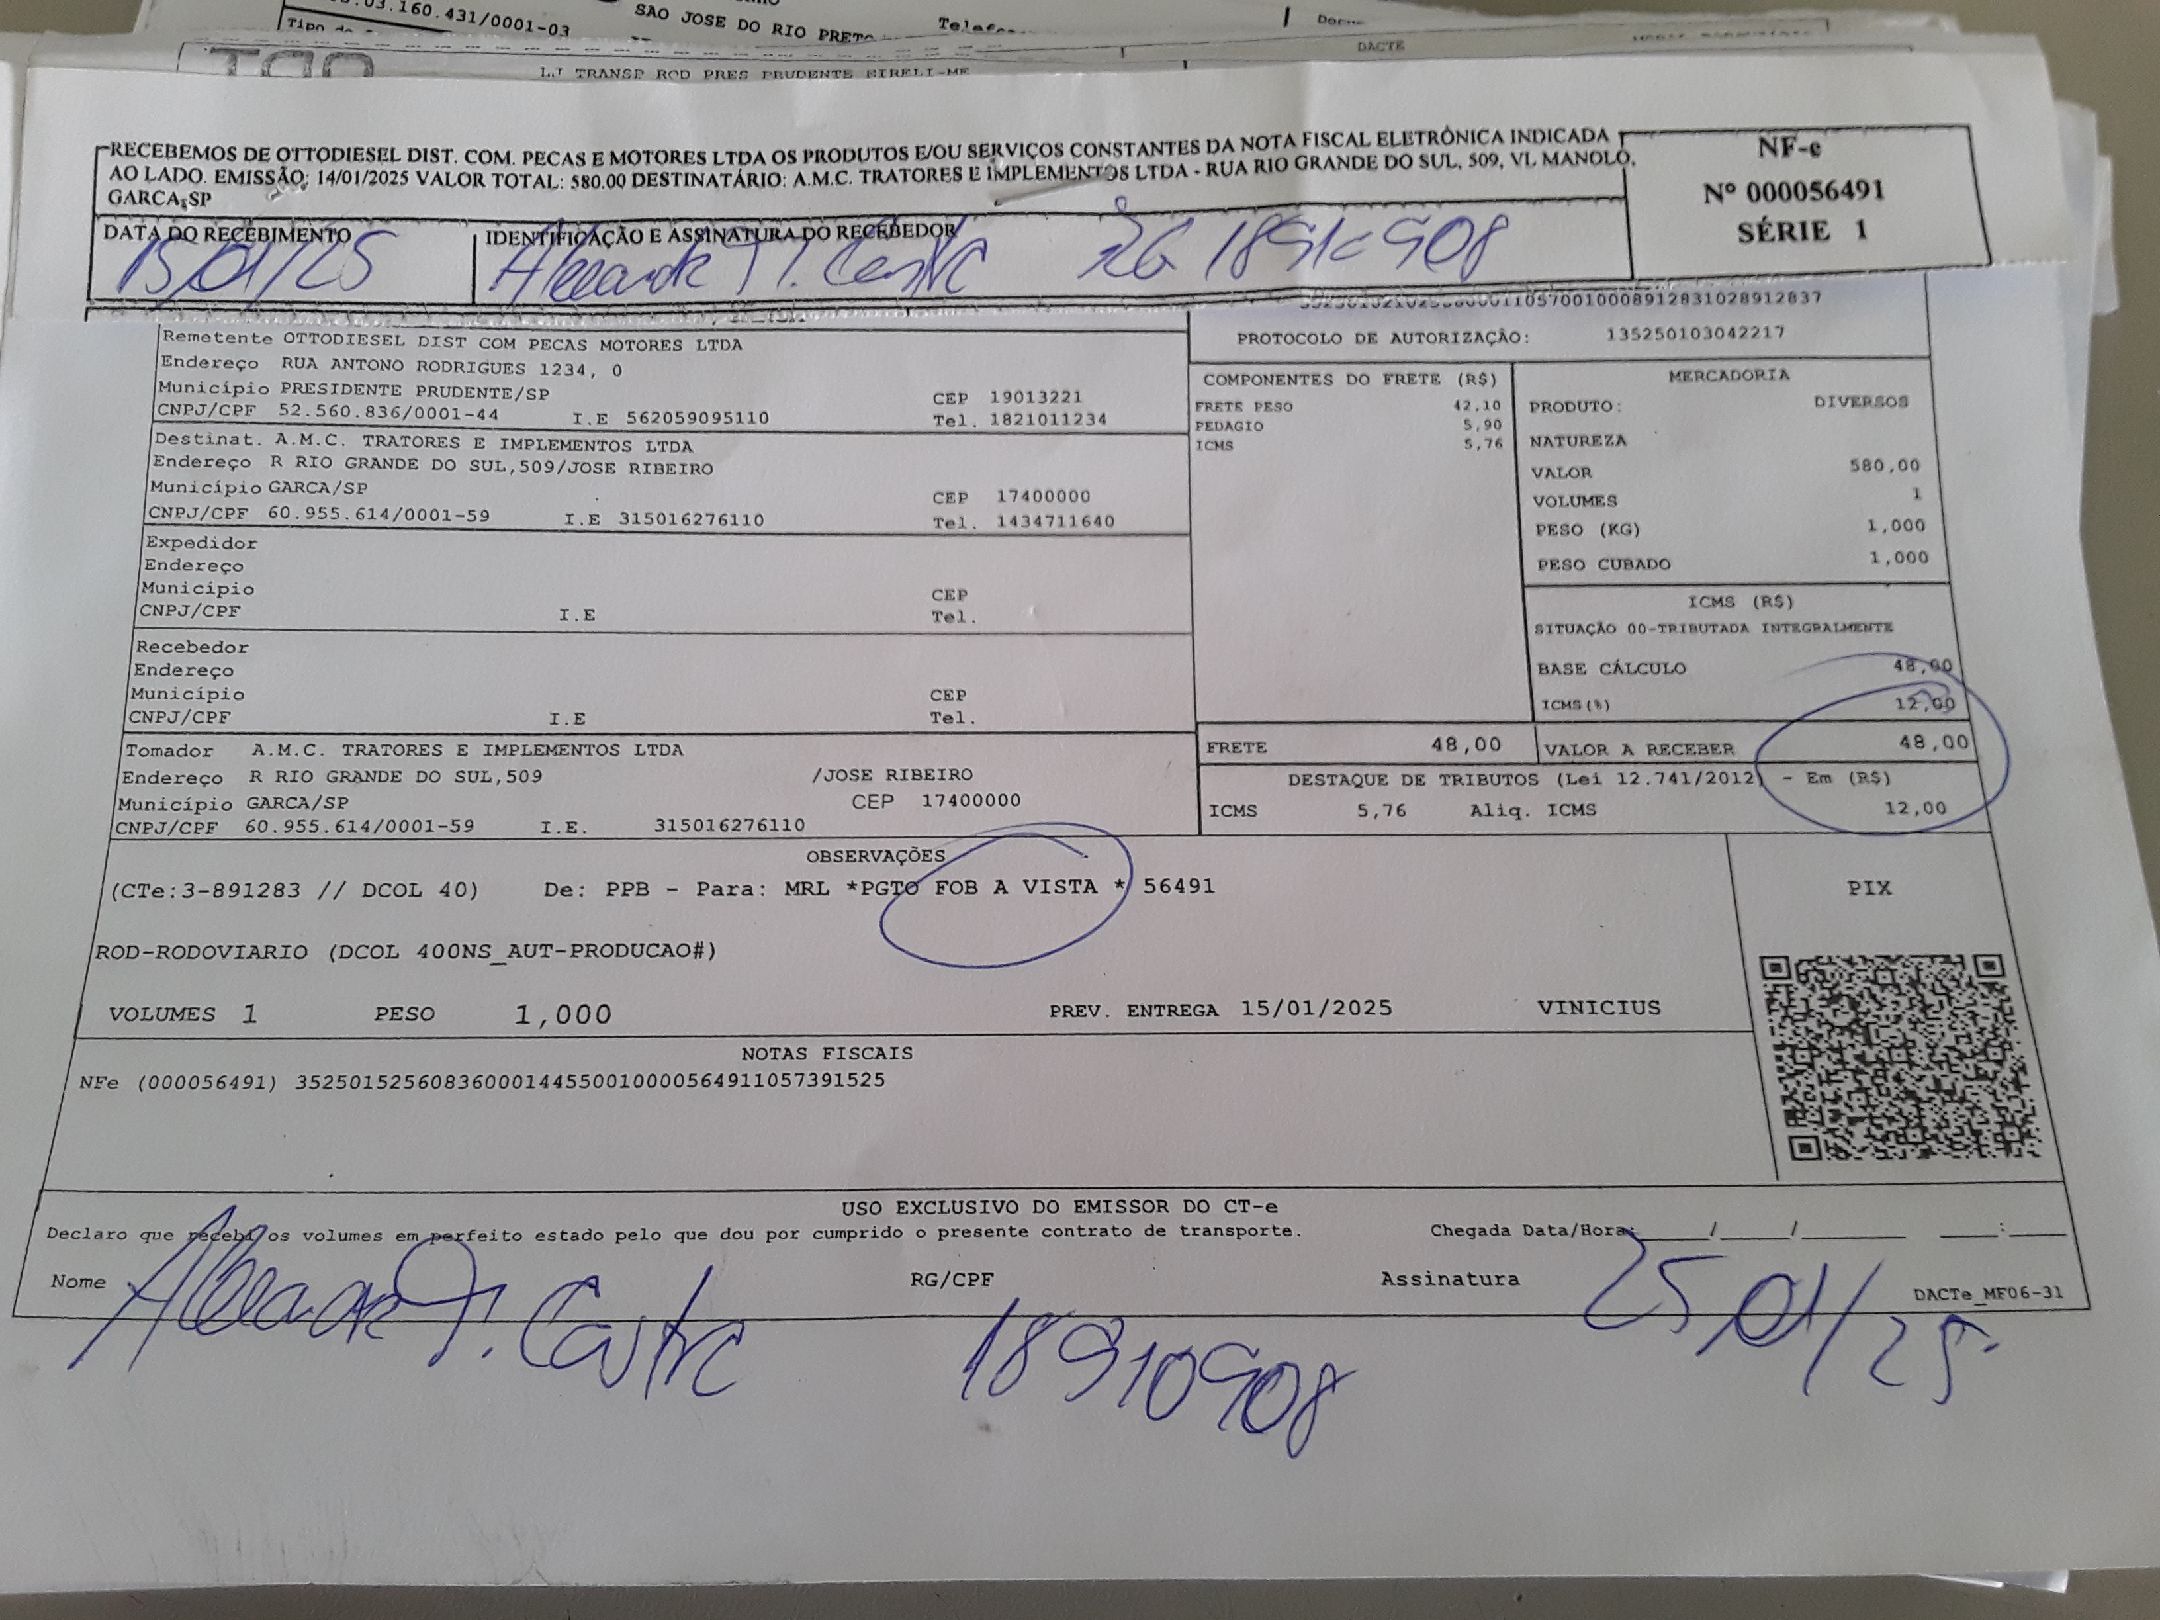 .03.160.431/0001-03
SAO JOSE DO RIO PRETO
DACTE
LJ TRANSP ROD PRES PRUDENTE EIRELI-ME
RECEBEMOS DE OTTODIESEL DIST. COM. PECAS E MOTORES LTDA OS PRODUTOS E/OU SERVIÇOS CONSTANTES DA NOTA FISCAL ELETRÔNICA INDICADA
AO LADO. EMISSÃO: 14/01/2025 VALOR TOTAL: 580.00 DESTINATÁRIO: A.M.C. TRATORES E IMPLEMENTOS LTDA - RUA RIO GRANDE DO SUL, 509, VL MANOLO,
GARCA, SP
NF-e
Nº 000056491
SÉRIE 1
DATA DO RECEBIMENTO
15/01/25
IDENTIFICAÇÃO E ASSINATURA DO RECEBEDOR
PROTOCOLO DE AUTORIZAÇÃO: 135250103042217
Remetente OTTODIESEL DIST COM PECAS MOTORES LTDA
Endereço RUA ANTONO RODRIGUES 1234, 0
Município PRESIDENTE PRUDENTE/SP CEP 19013221
CNPJ/CPF 52.560.836/0001-44 I.E 562059095110 Tel. 1821011234
Destinat. A.M.C. TRATORES E IMPLEMENTOS LTDA
Endereço R RIO GRANDE DO SUL,509/JOSE RIBEIRO
Município GARCA/SP CEP 17400000
CNPJ/CPF 60.955.614/0001-59 I.E 315016276110 Tel. 1434711640
Expedidor
Endereço
Município CEP
CNPJ/CPF I.E Tel.
Recebedor
Endereço
Município CEP
CNPJ/CPF I.E Tel.
Tomador A.M.C. TRATORES E IMPLEMENTOS LTDA
Endereço R RIO GRANDE DO SUL,509 /JOSE RIBEIRO
Município GARCA/SP CEP 17400000
CNPJ/CPF 60.955.614/0001-59 I.E. 315016276110
COMPONENTES DO FRETE (R$)
FRETE PESO 42,10
PEDAGIO 5,90
ICMS 5,76
MERCADORIA
PRODUTO: DIVERSOS
NATUREZA
VALOR 580,00
VOLUMES 1
PESO (KG) 1,000
PESO CUBADO 1,000
ICMS (R$)
SITUAÇÃO 00-TRIBUTADA INTEGRALMENTE
BASE CÁLCULO 48,00
ICMS(%) 12,00
FRETE 48,00 VALOR A RECEBER 48,00
DESTAQUE DE TRIBUTOS (Lei 12.741/2012) - Em (R$)
ICMS 5,76 Aliq. ICMS 12,00
OBSERVAÇÕES
(CTe:3-891283 // DCOL 40) De: PPB - Para: MRL *PGTO FOB A VISTA * 56491
ROD-RODOVIARIO (DCOL 400NS_AUT-PRODUCAO#)
VOLUMES 1 PESO 1,000 PREV. ENTREGA 15/01/2025 VINICIUS
PIX
NOTAS FISCAIS
NFe (000056491) 35250152560836000144550010000564911057391525
USO EXCLUSIVO DO EMISSOR DO CT-e
Declaro que recebi os volumes em perfeito estado pelo que dou por cumprido o presente contrato de transporte. Chegada Data/Hora:_____/_____/_______ ____:____
Nome RG/CPF Assinatura
DACTe_MF06-31
18910908